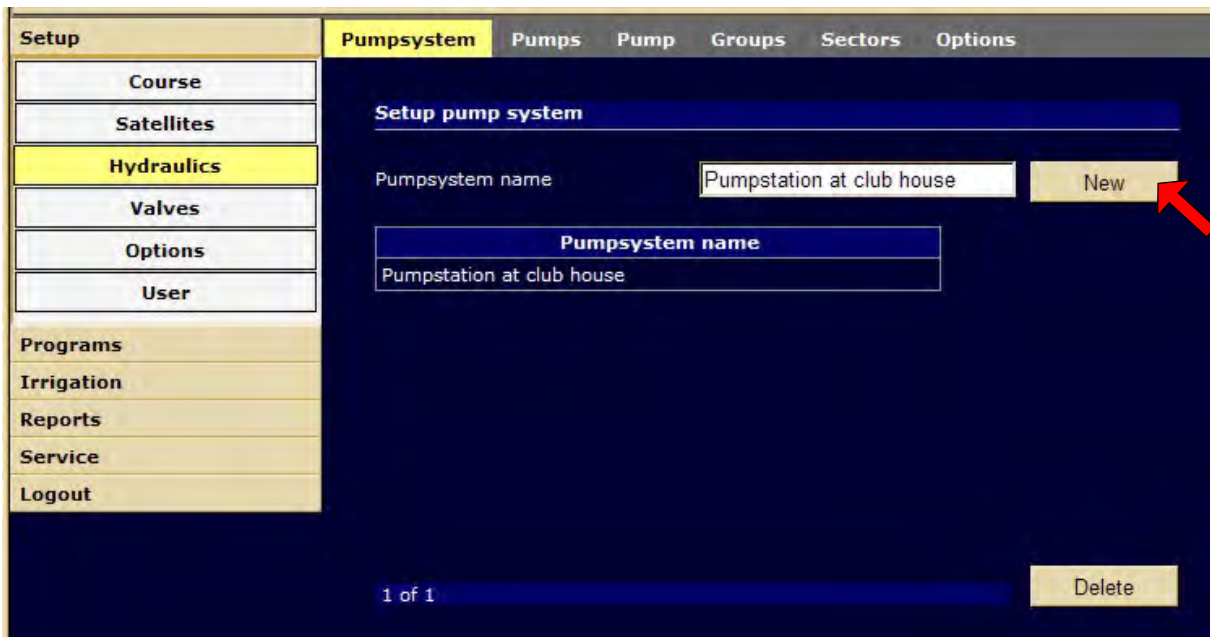 Setup
Course
Satellites
Hydraulics
Valves
Options
User
Programs
Irrigation
Reports
Service
Logout
Pumpsystem Pumps Pump Groups Sectors Options
Setup pump system
Pumpsystem name Pumpstation at club house New
Pumpsystem name
Pumpstation at club house
1 of 1 Delete